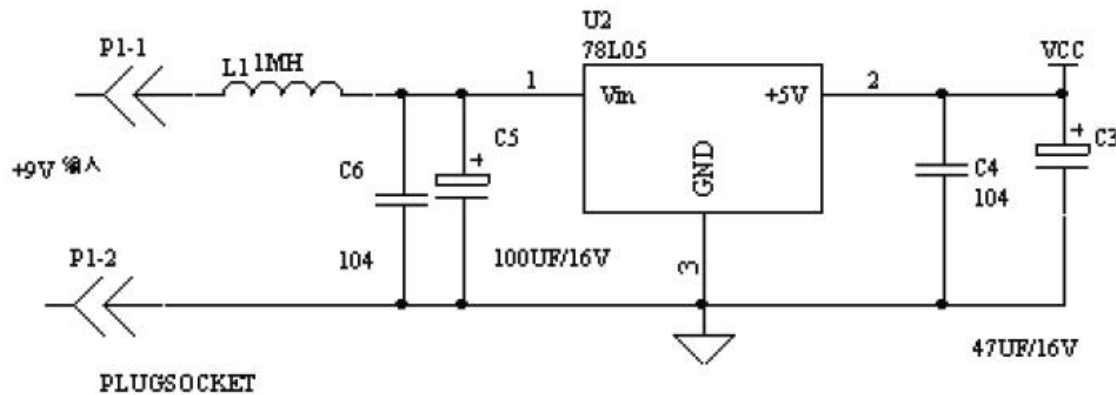 U2
78L05
P1-1
L1 1MH
VCC
1
Vin
+5V
2
C5
+
+
C3
+9V 输入
C6
GND
C4
104
P1-2
104
100UF/16V
3
47UF/16V
PLUGSOCKET